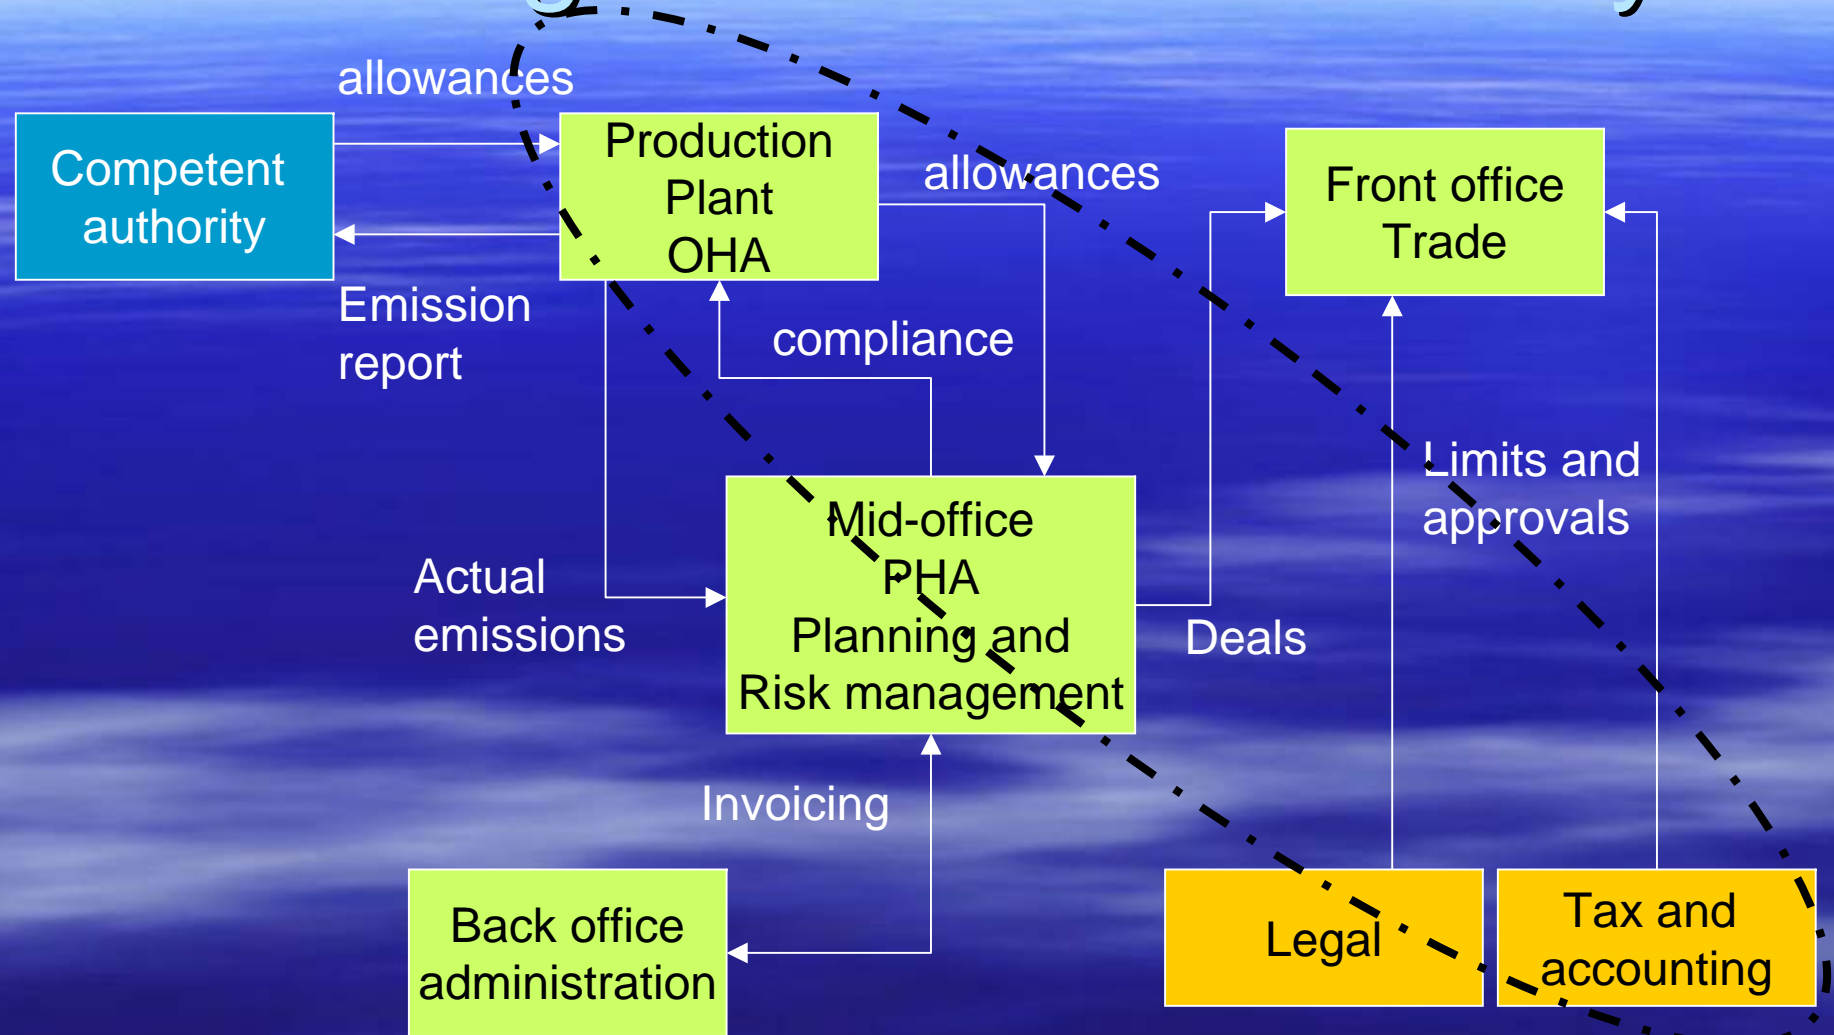 allowances
Competent
authority
Production
Plant
OHA
allowances
Front office
Trade
Emission
report
compliance
Limits and
approvals
Mid-office
PHA
Planning and
Risk management
Actual
emissions
Deals
Invoicing
Back office
administration
Legal
Tax and
accounting